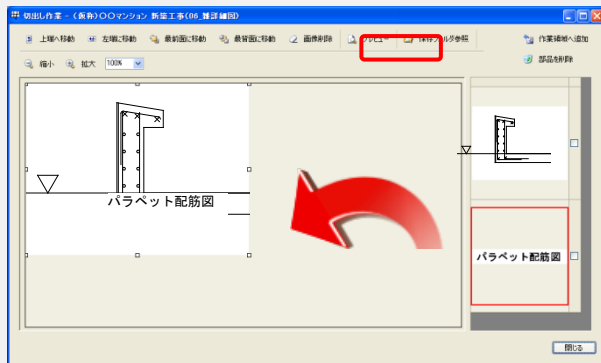 切出し作業 - (仮称)〇〇マンション 新築工事(06_雑詳細図)
上端へ移動 左端に移動 最前面に移動 最背面に移動 画像削除 プレビュー 保存フォルダ参照 作業領域へ追加
縮小 拡大 100% 部品を削除
パラペット配筋図
パラペット配筋図
閉じる